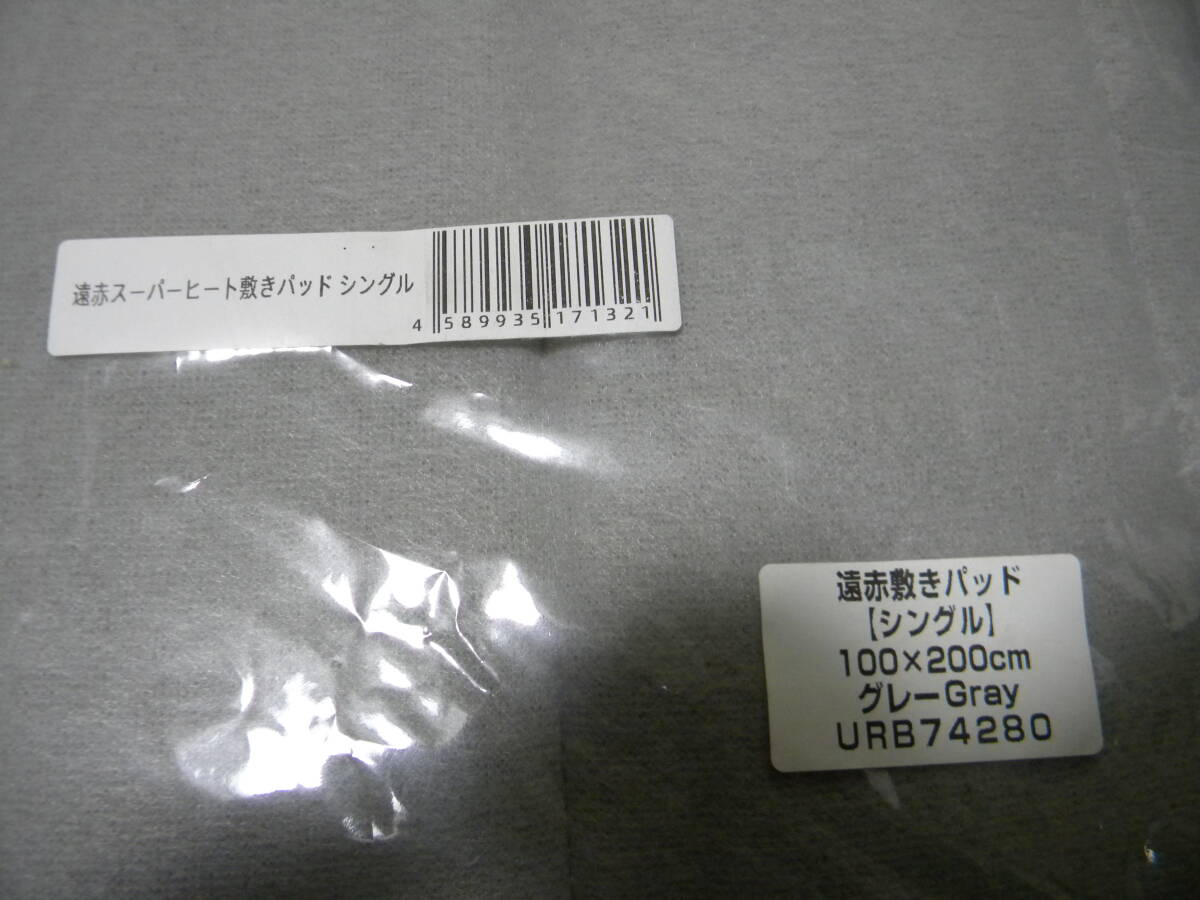 遠赤スーパーヒート敷きパッド シングル
4 589935 171321
遠赤敷きパッド
【シングル】
100×200cm
グレーGray
URB74280